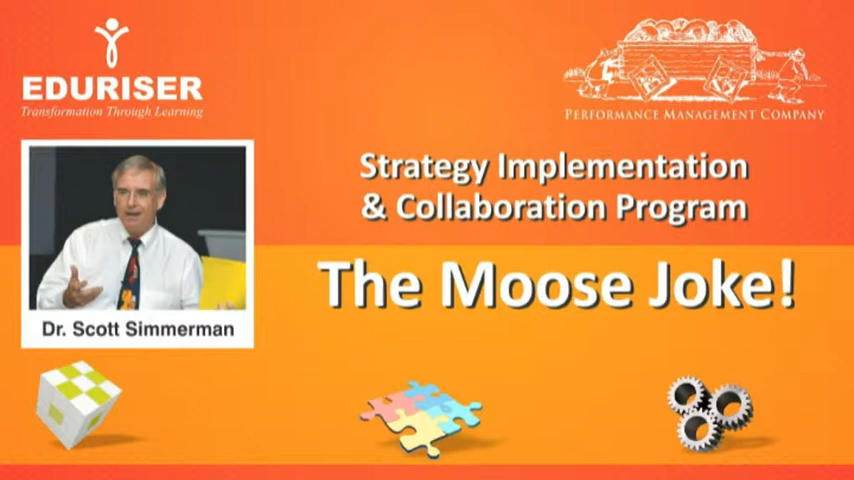 EDURISER
Transformation Through Learning
PERFORMANCE MANAGEMENT COMPANY
Strategy Implementation
& Collaboration Program
The Moose Joke!
Dr. Scott Simmerman